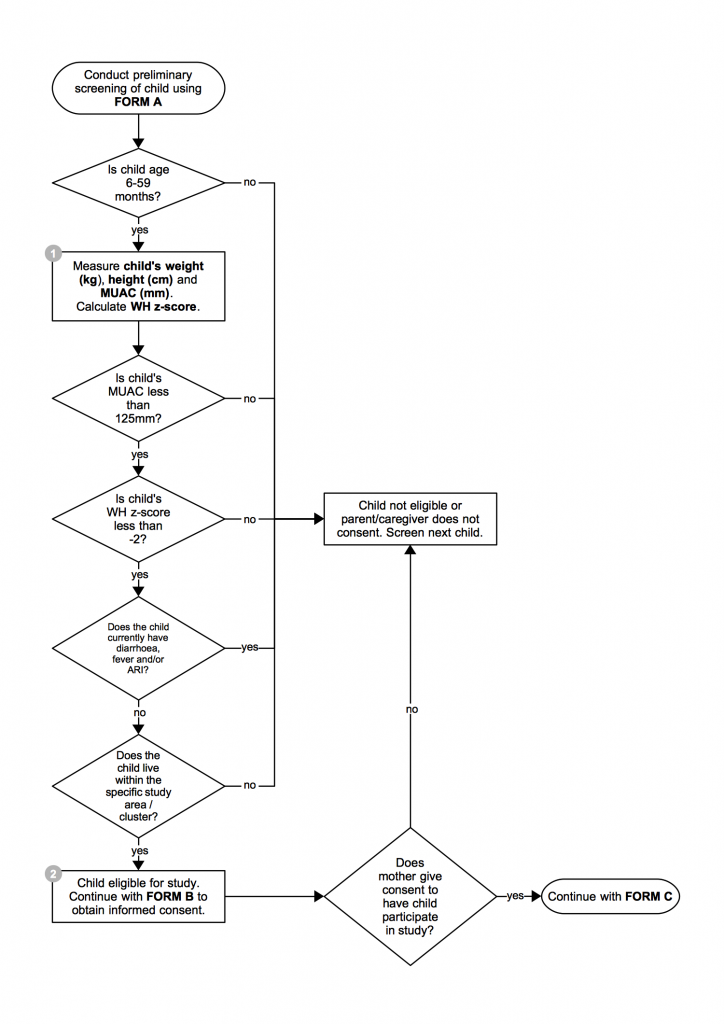 Conduct preliminary
screening of child using
FORM A
Is child age
6-59
months?
no
yes
1
Measure child's weight
(kg), height (cm) and
MUAC (mm).
Calculate WH z-score.
Is child's
MUAC less
than
125mm?
no
yes
Is child's
WH z-score
less than
-2?
no
Child not eligible or
parent/caregiver does not
consent. Screen next child.
yes
Does the child
currently have
diarrhoea,
fever and/or
ARI?
yes
no
no
Does the
child live
within the
specific study
area /
cluster?
no
yes
2
Child eligible for study.
Continue with FORM B to
obtain informed consent.
Does
mother give
consent to
have child
participate
in study?
yes
Continue with FORM C